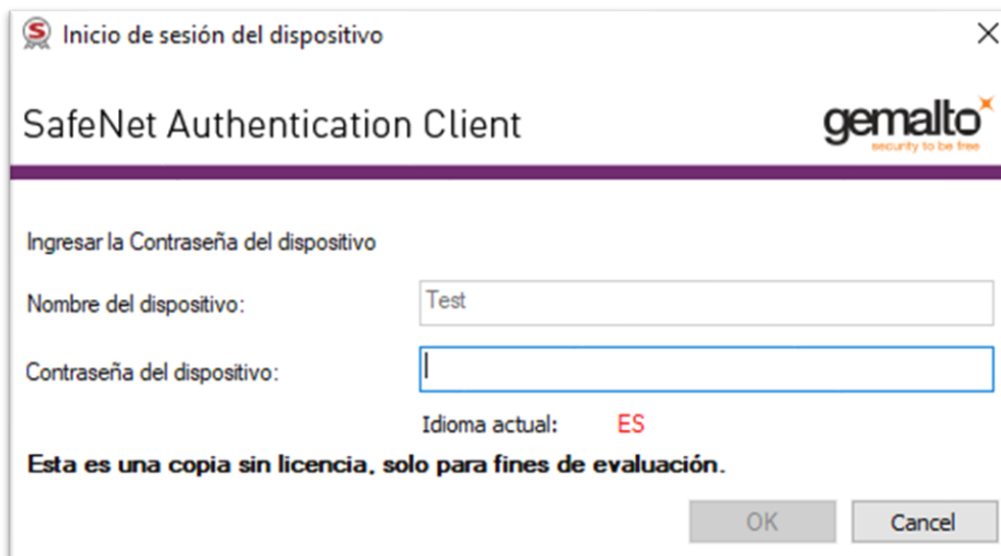 Inicio de sesión del dispositivo
SafeNet Authentication Client
gemalto
security to be free
Ingresar la Contraseña del dispositivo
Nombre del dispositivo: Test
Contraseña del dispositivo:
Idioma actual: ES
Esta es una copia sin licencia, solo para fines de evaluación.
OK Cancel